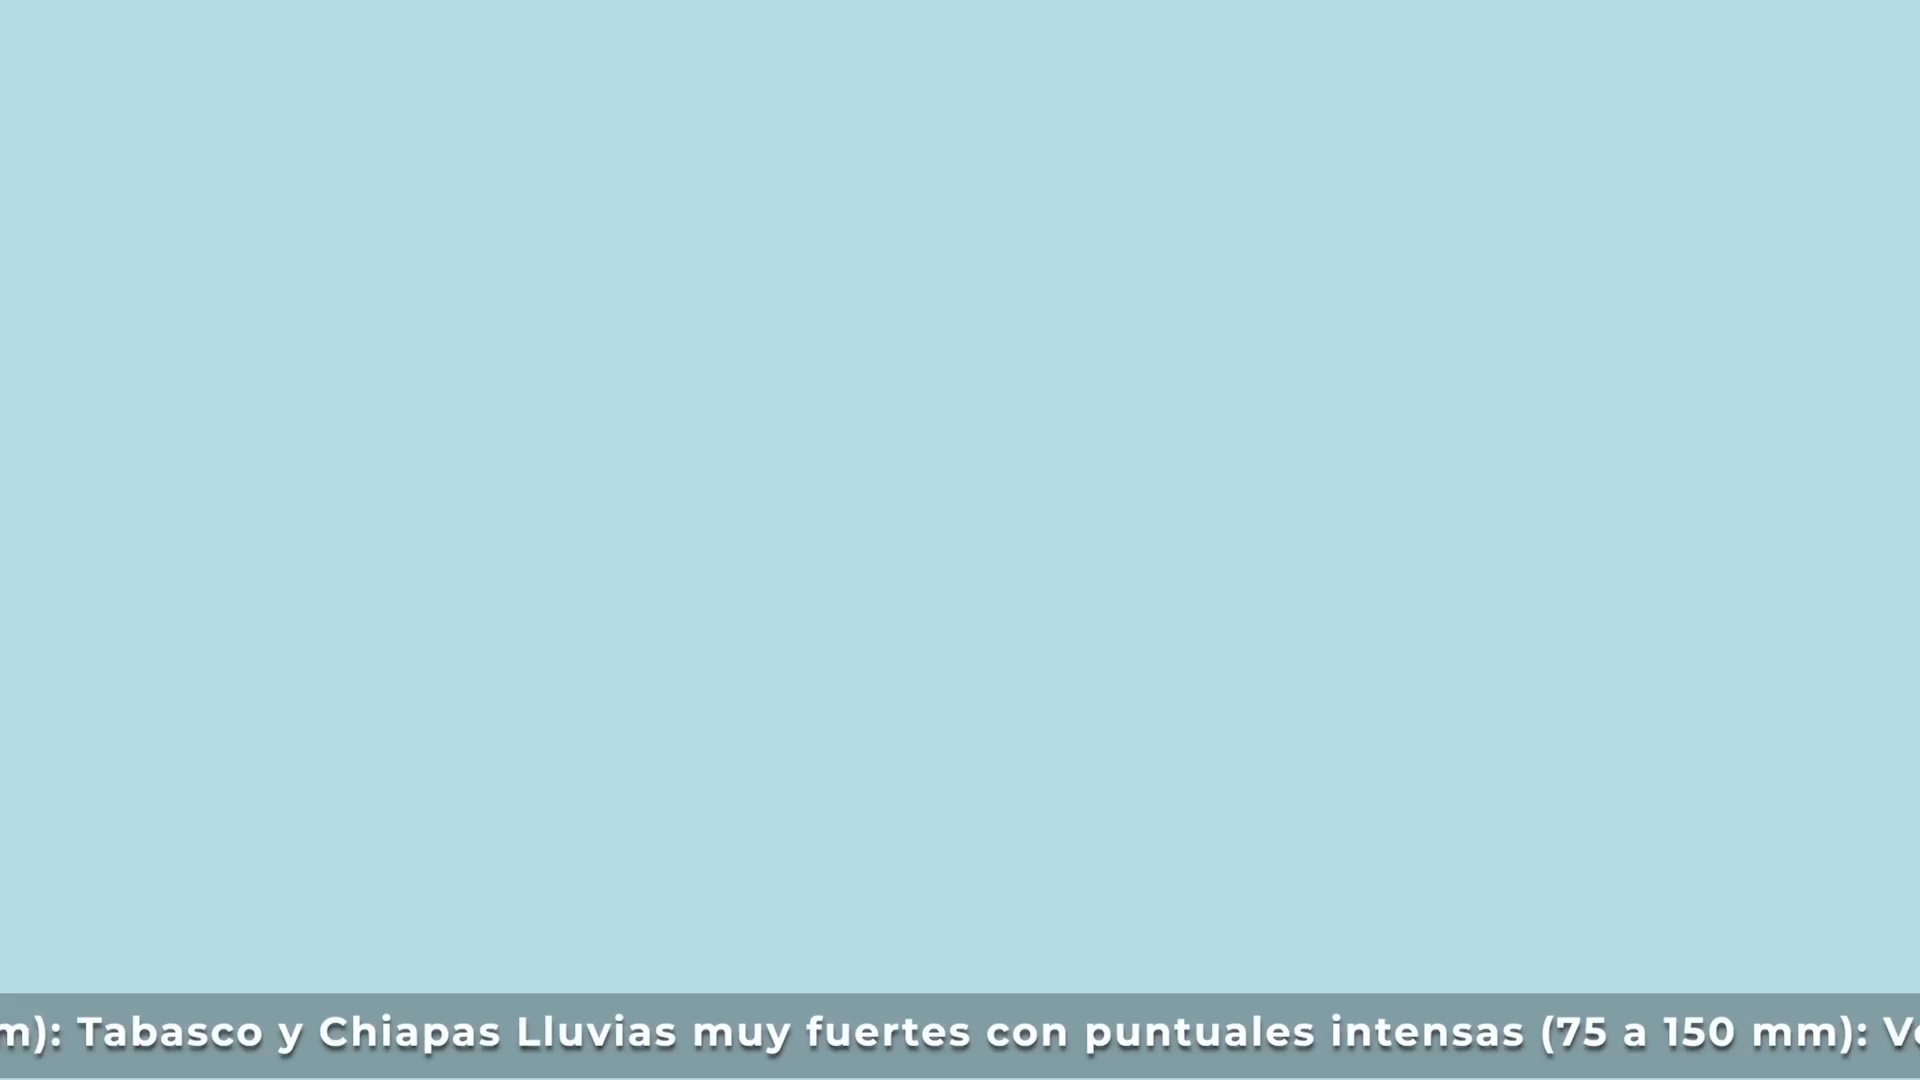 m): Tabasco y Chiapas Lluvias muy fuertes con puntuales intensas (75 a 150 mm):